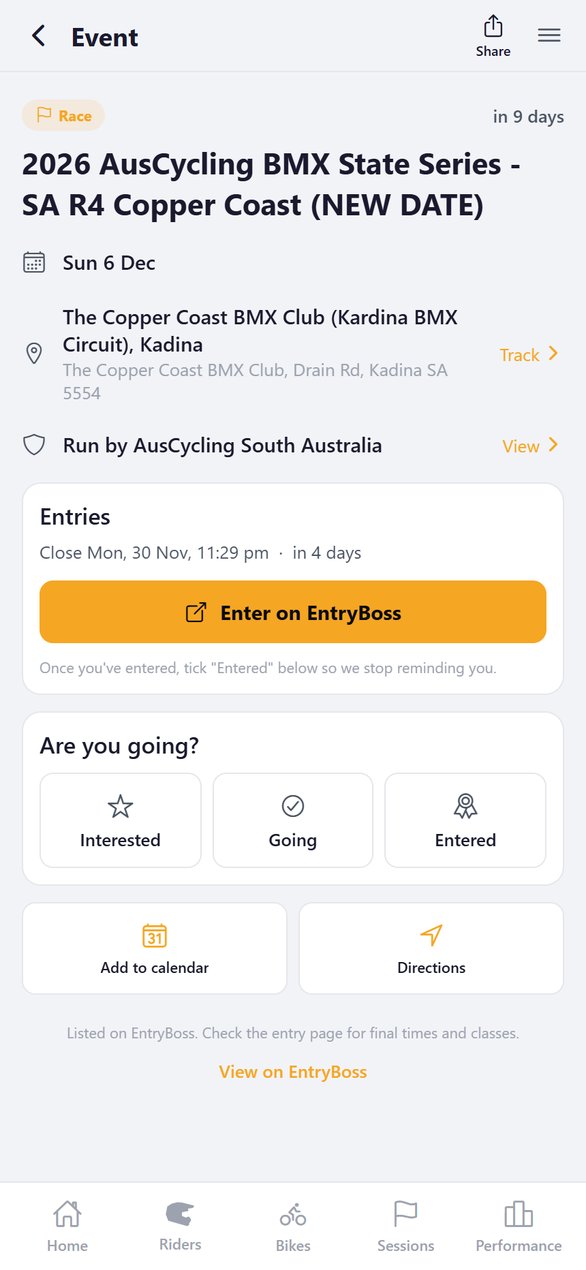 Event
Share
Race
in 9 days
2026 AusCycling BMX State Series -
SA R4 Copper Coast (NEW DATE)
Sun 6 Dec
The Copper Coast BMX Club (Kardina BMX
Circuit), Kadina
The Copper Coast BMX Club, Drain Rd, Kadina SA
5554
Track
Run by AusCycling South Australia
View
Entries
Close Mon, 30 Nov, 11:29 pm · in 4 days
Enter on EntryBoss
Once you've entered, tick "Entered" below so we stop reminding you.
Are you going?
Interested
Going
Entered
31
Add to calendar
Directions
Listed on EntryBoss. Check the entry page for final times and classes.
View on EntryBoss
Home
Riders
Bikes
Sessions
Performance